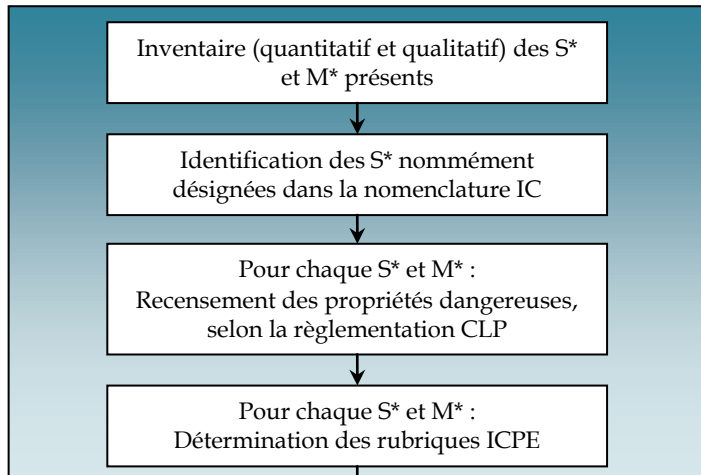 Inventaire (quantitatif et qualitatif) des S*
et M* présents
Identification des S* nommément
désignées dans la nomenclature IC
Pour chaque S* et M* :
Recensement des propriétés dangereuses,
selon la règlementation CLP
Pour chaque S* et M* :
Détermination des rubriques ICPE